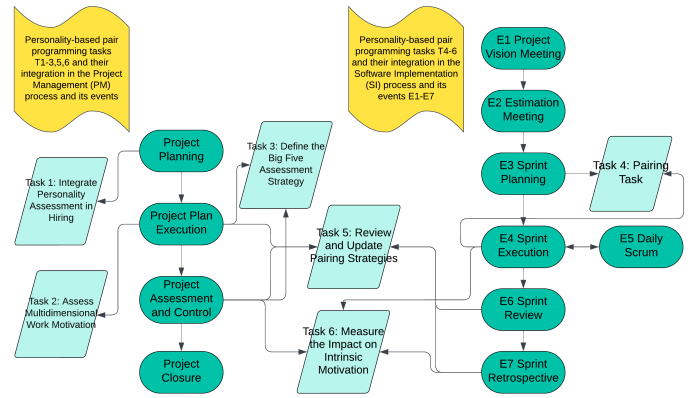 Personality-based pair
programming tasks
T1-3,5,6 and their
integration in the Project
Management (PM)
process and its events
Personality-based pair
programming tasks T4-6
and their integration in the
Software Implementation
(SI) process and its
events E1-E7
E1 Project
Vision Meeting
E2 Estimation
Meeting
Project
Planning
Task 3: Define the
Big Five
Assessment
Strategy
E3 Sprint
Planning
Task 4: Pairing
Task
Task 1: Integrate
Personality
Assessment in
Hiring
Project Plan
Execution
Task 5: Review
and Update
Pairing Strategies
E4 Sprint
Execution
E5 Daily
Scrum
Task 2: Assess
Multidimensional
Work Motivation
Project
Assessment
and Control
E6 Sprint
Review
Task 6: Measure
the Impact on
Intrinsic
Motivation
Project
Closure
E7 Sprint
Retrospective